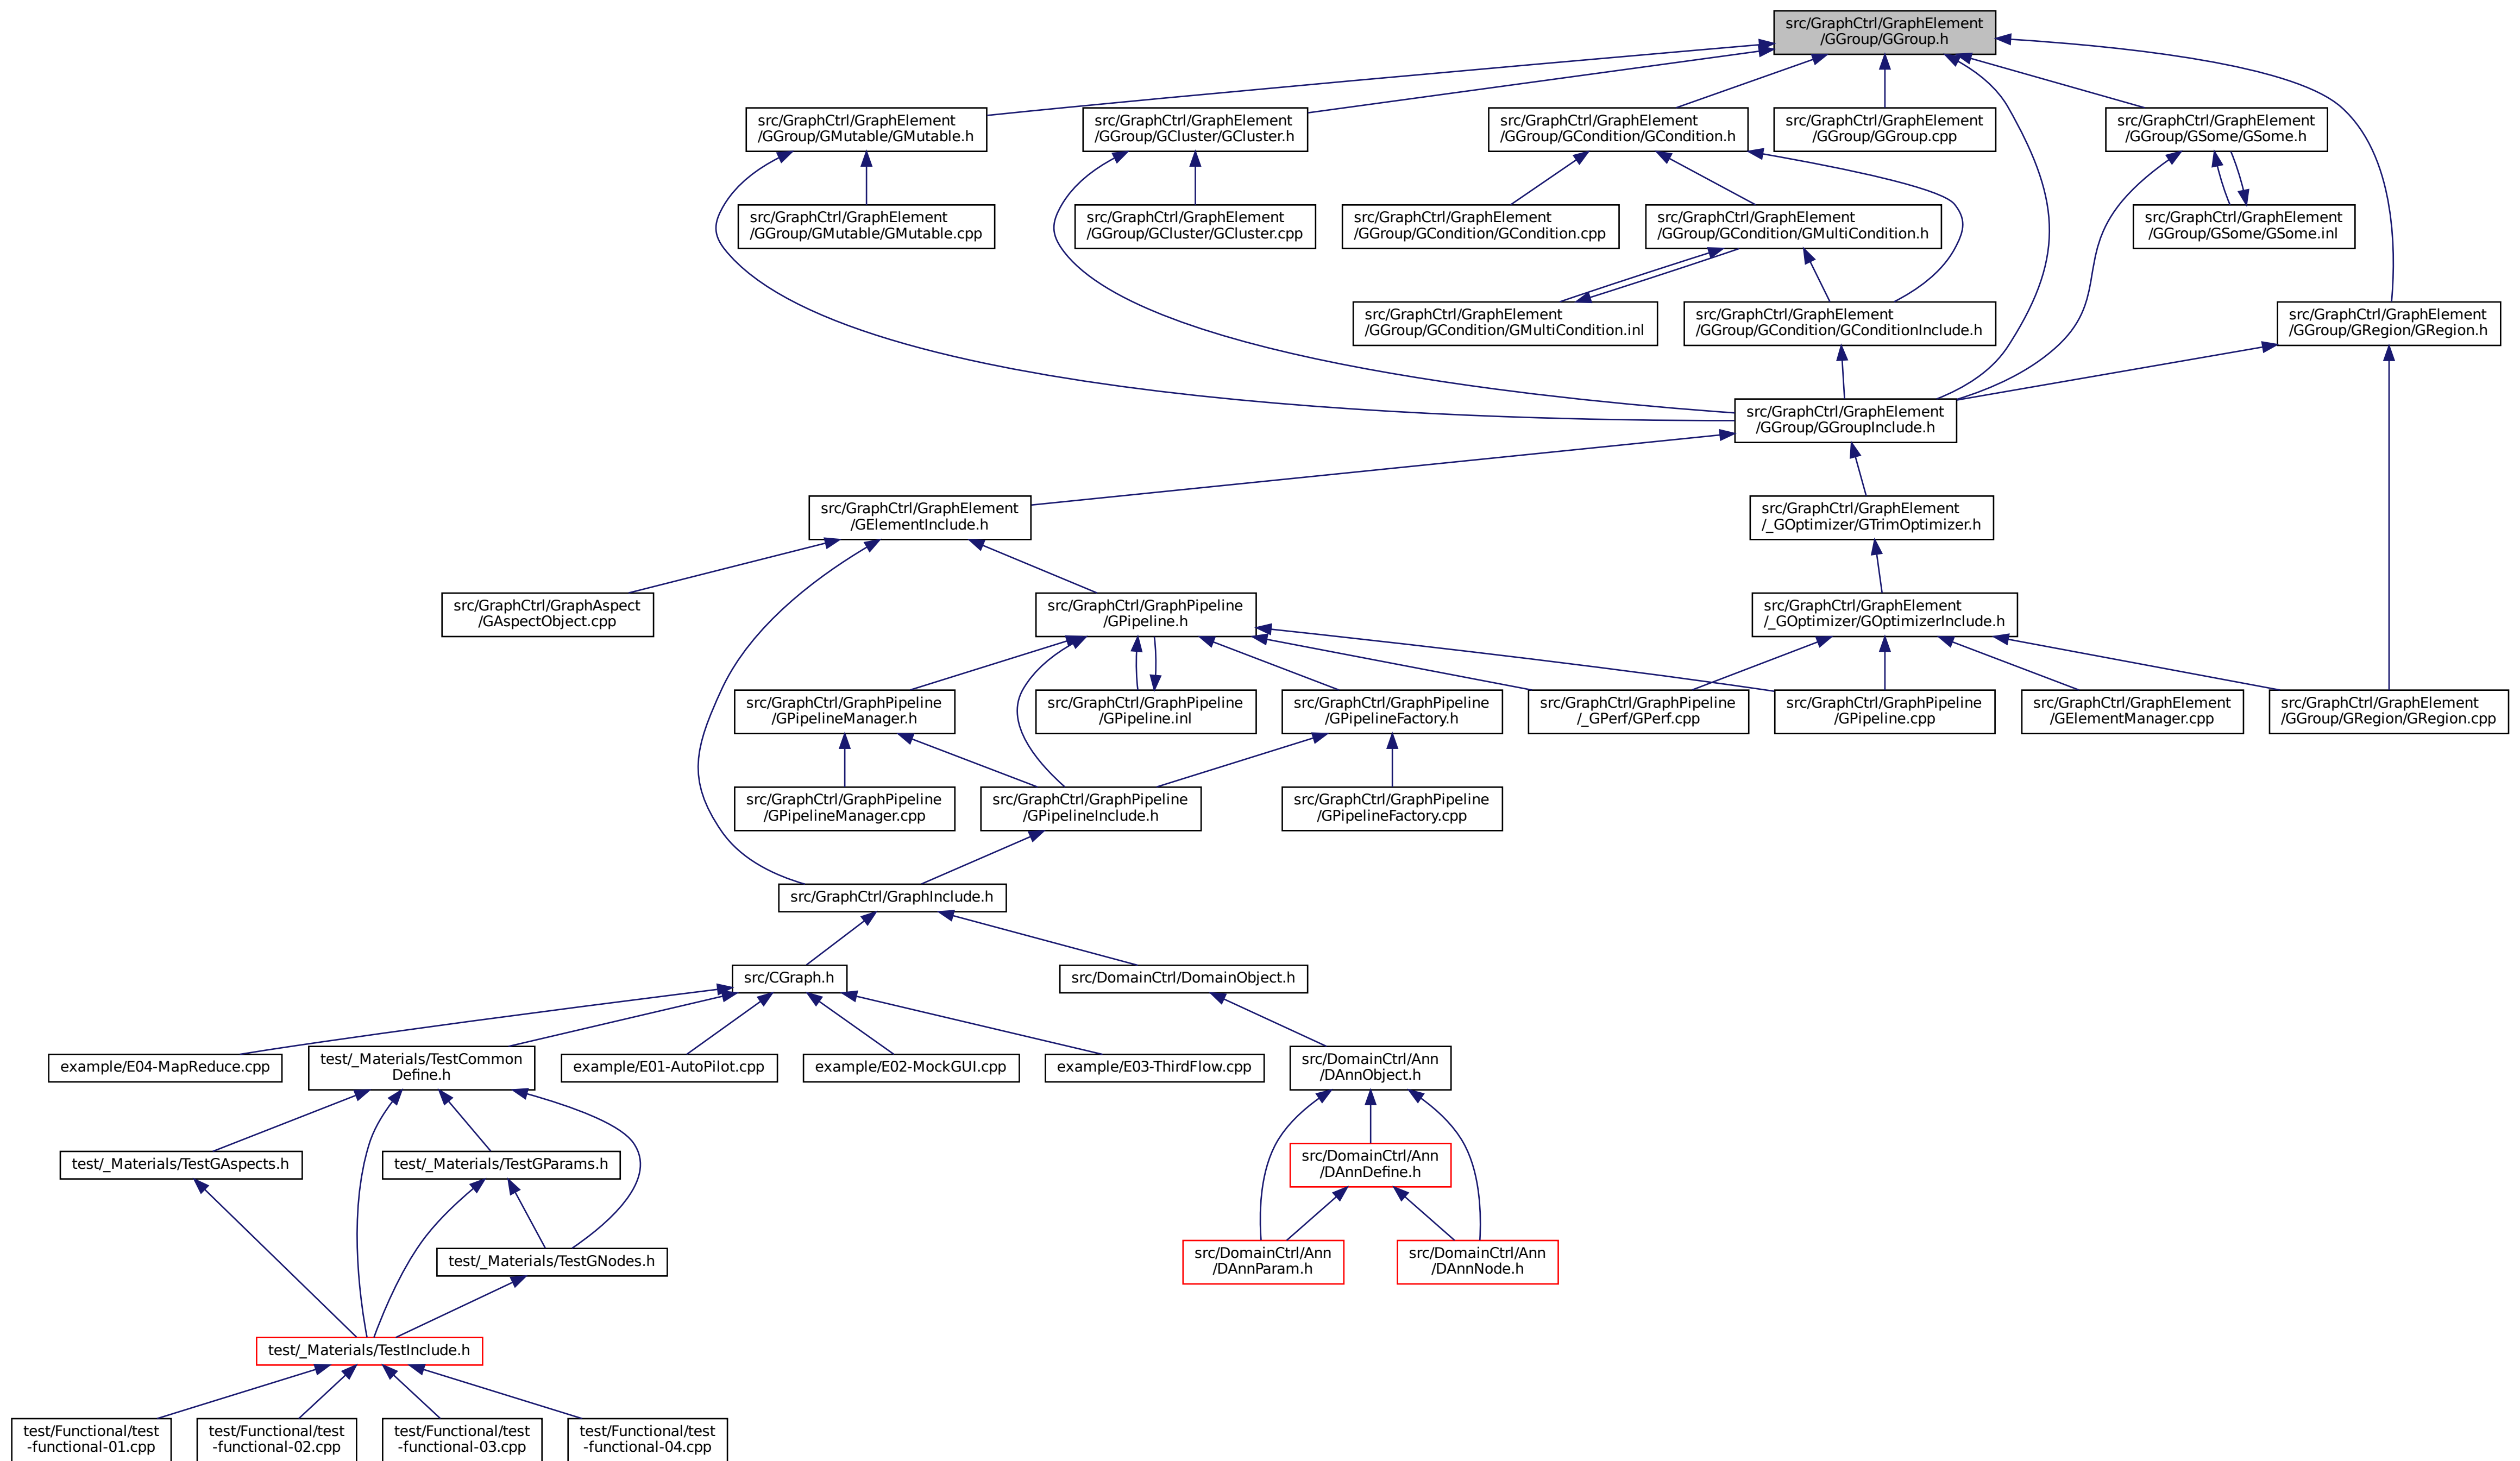 src/GraphCtrl/GraphElement
/GGroup/GGroup.h
src/GraphCtrl/GraphElement
/GGroup/GMutable/GMutable.h
src/GraphCtrl/GraphElement
/GGroup/GCluster/GCluster.h
src/GraphCtrl/GraphElement
/GGroup/GCondition/GCondition.h
src/GraphCtrl/GraphElement
/GGroup/GGroup.cpp
src/GraphCtrl/GraphElement
/GGroup/GSome/GSome.h
src/GraphCtrl/GraphElement
/GGroup/GMutable/GMutable.cpp
src/GraphCtrl/GraphElement
/GGroup/GCluster/GCluster.cpp
src/GraphCtrl/GraphElement
/GGroup/GCondition/GCondition.cpp
src/GraphCtrl/GraphElement
/GGroup/GCondition/GMultiCondition.h
src/GraphCtrl/GraphElement
/GGroup/GSome/GSome.inl
src/GraphCtrl/GraphElement
/GGroup/GCondition/GMultiCondition.inl
src/GraphCtrl/GraphElement
/GGroup/GCondition/GConditionInclude.h
src/GraphCtrl/GraphElement
/GGroup/GRegion/GRegion.h
src/GraphCtrl/GraphElement
/GGroup/GGroupInclude.h
src/GraphCtrl/GraphElement
/GElementInclude.h
src/GraphCtrl/GraphElement
/_GOptimizer/GTrimOptimizer.h
src/GraphCtrl/GraphAspect
/GAspectObject.cpp
src/GraphCtrl/GraphPipeline
/GPipeline.h
src/GraphCtrl/GraphElement
/_GOptimizer/GOptimizerInclude.h
src/GraphCtrl/GraphPipeline
/GPipelineManager.h
src/GraphCtrl/GraphPipeline
/GPipeline.inl
src/GraphCtrl/GraphPipeline
/GPipelineFactory.h
src/GraphCtrl/GraphPipeline
/_GPerf/GPerf.cpp
src/GraphCtrl/GraphPipeline
/GPipeline.cpp
src/GraphCtrl/GraphElement
/GElementManager.cpp
src/GraphCtrl/GraphElement
/GGroup/GRegion/GRegion.cpp
src/GraphCtrl/GraphPipeline
/GPipelineManager.cpp
src/GraphCtrl/GraphPipeline
/GPipelineInclude.h
src/GraphCtrl/GraphPipeline
/GPipelineFactory.cpp
src/GraphCtrl/GraphInclude.h
src/CGraph.h
src/DomainCtrl/DomainObject.h
example/E04-MapReduce.cpp
test/_Materials/TestCommon
Define.h
example/E01-AutoPilot.cpp
example/E02-MockGUI.cpp
example/E03-ThirdFlow.cpp
src/DomainCtrl/Ann
/DAnnObject.h
test/_Materials/TestGAspects.h
test/_Materials/TestGParams.h
src/DomainCtrl/Ann
/DAnnDefine.h
test/_Materials/TestGNodes.h
src/DomainCtrl/Ann
/DAnnParam.h
src/DomainCtrl/Ann
/DAnnNode.h
test/_Materials/TestInclude.h
test/Functional/test
-functional-01.cpp
test/Functional/test
-functional-02.cpp
test/Functional/test
-functional-03.cpp
test/Functional/test
-functional-04.cpp